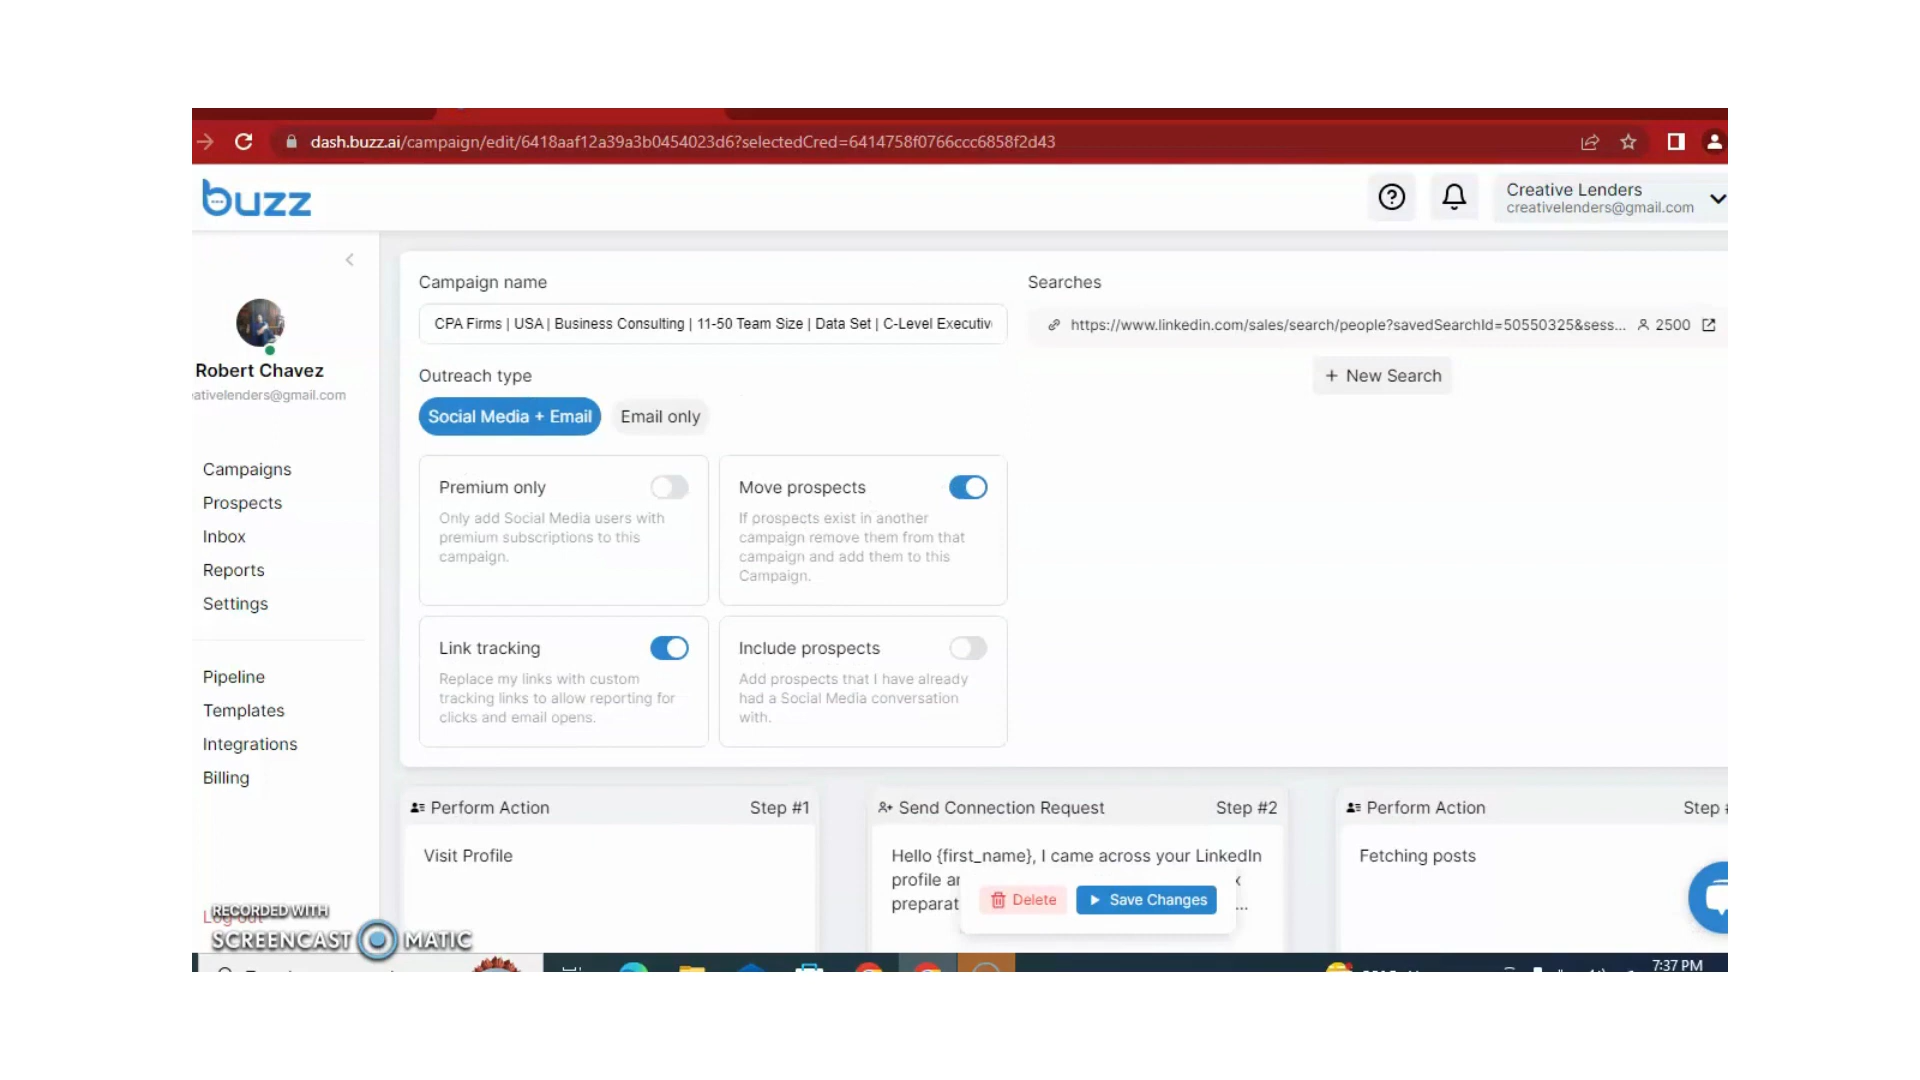 dash.buzz.ai/campaign/edit/6418aaf12a39a3b0454023d6?selectedCred=6414758f0766ccc6858f2d43
buzz
Creative Lenders
creativelenders@gmail.com
Robert Chavez
ativelenders@gmail.com
Campaigns
Prospects
Inbox
Reports
Settings
Pipeline
Templates
Integrations
Billing
Log out
Campaign name
CPA Firms | USA | Business Consulting | 11-50 Team Size | Data Set | C-Level Executiv
Searches
https://www.linkedin.com/sales/search/people?savedSearchId=50550325&sess... 2500
+ New Search
Outreach type
Social Media + Email
Email only
Premium only
Only add Social Media users with
premium subscriptions to this
campaign.
Move prospects
If prospects exist in another
campaign remove them from that
campaign and add them to this
Campaign.
Link tracking
Replace my links with custom
tracking links to allow reporting for
clicks and email opens.
Include prospects
Add prospects that I have already
had a Social Media conversation
with.
Perform Action Step #1
Visit Profile
Send Connection Request Step #2
Hello {first_name}, I came across your LinkedIn
profile
preparat ...
Delete
Save Changes
Perform Action Step
Fetching posts
RECORDED WITH
SCREENCAST MATIC
7:37 PM